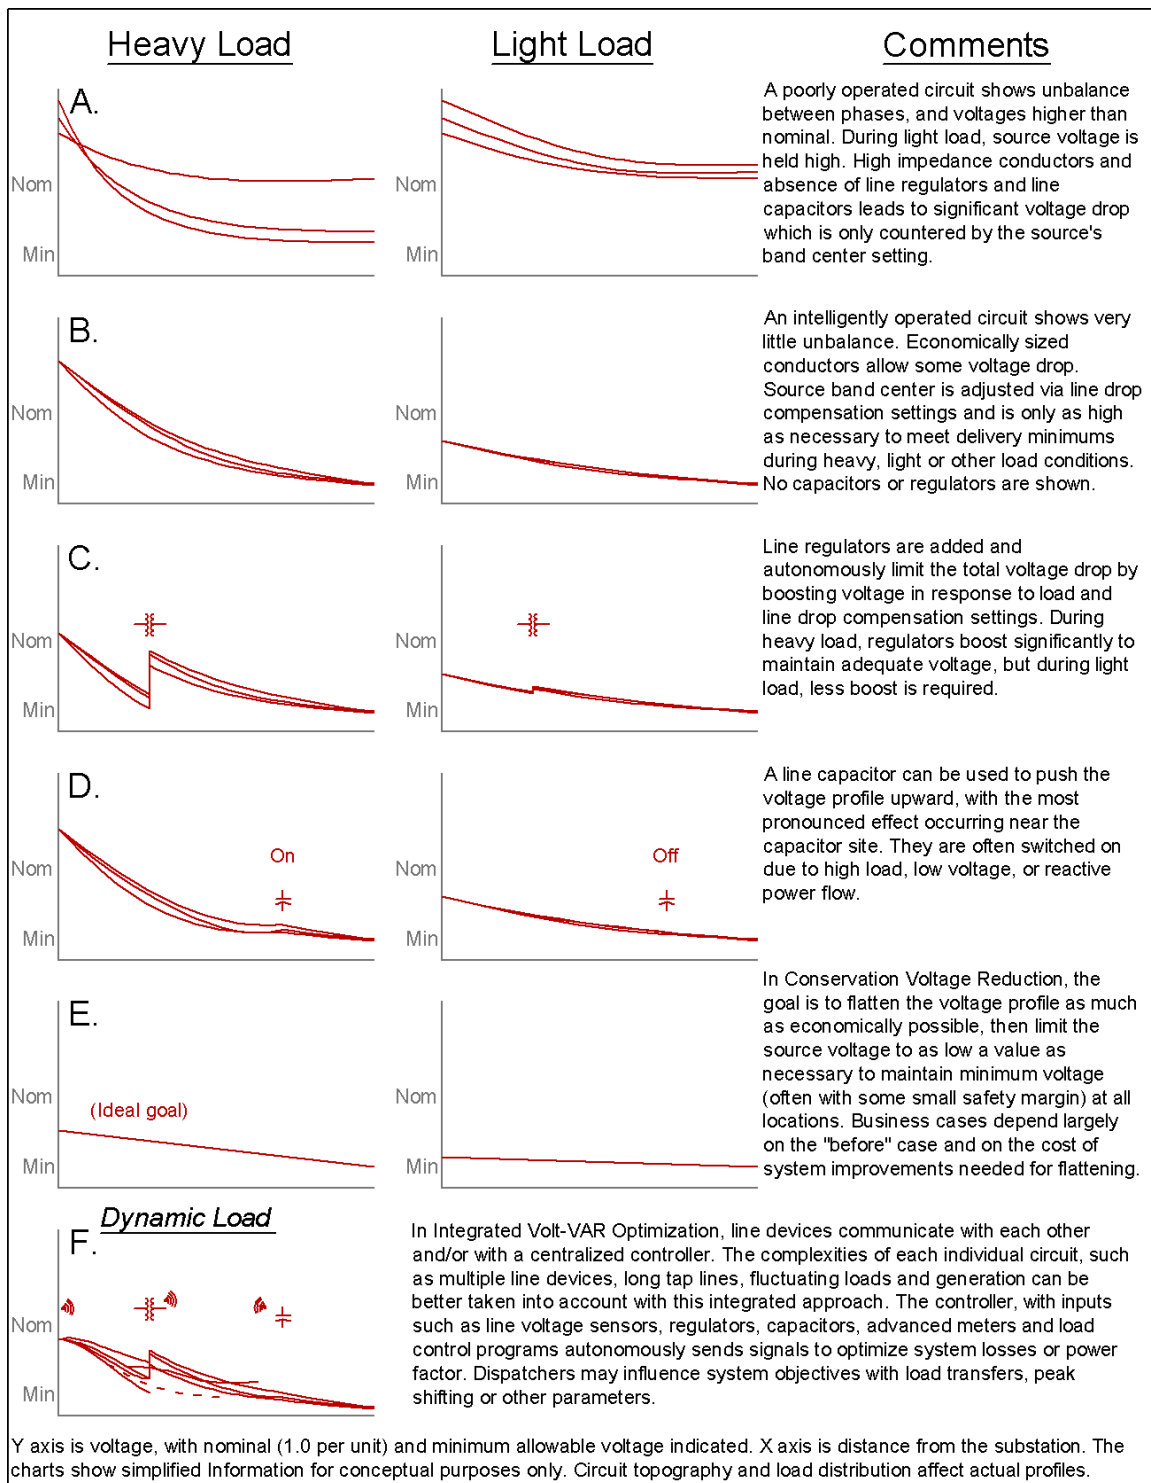 Heavy Load
Light Load
Comments
A.
Nom
Min
Nom
Min
A poorly operated circuit shows unbalance
between phases, and voltages higher than
nominal. During light load, source voltage is
held high. High impedance conductors and
absence of line regulators and line
capacitors leads to significant voltage drop
which is only countered by the source's
band center setting.
B.
Nom
Min
Nom
Min
An intelligently operated circuit shows very
little unbalance. Economically sized
conductors allow some voltage drop.
Source band center is adjusted via line drop
compensation settings and is only as high
as necessary to meet delivery minimums
during heavy, light or other load conditions.
No capacitors or regulators are shown.
C.
Nom
Min
Nom
Min
Line regulators are added and
autonomously limit the total voltage drop by
boosting voltage in response to load and
line drop compensation settings. During
heavy load, regulators boost significantly to
maintain adequate voltage, but during light
load, less boost is required.
D.
On
Nom
Min
Off
Nom
Min
A line capacitor can be used to push the
voltage profile upward, with the most
pronounced effect occurring near the
capacitor site. They are often switched on
due to high load, low voltage, or reactive
power flow.
E.
Nom
(Ideal goal)
Min
Nom
Min
In Conservation Voltage Reduction, the
goal is to flatten the voltage profile as much
as economically possible, then limit the
source voltage to as low a value as
necessary to maintain minimum voltage
(often with some small safety margin) at all
locations. Business cases depend largely
on the "before" case and on the cost of
system improvements needed for flattening.
Dynamic Load
F.
Nom
Min
In Integrated Volt-VAR Optimization, line devices communicate with each other
and/or with a centralized controller. The complexities of each individual circuit, such
as multiple line devices, long tap lines, fluctuating loads and generation can be
better taken into account with this integrated approach. The controller, with inputs
such as line voltage sensors, regulators, capacitors, advanced meters and load
control programs autonomously sends signals to optimize system losses or power
factor. Dispatchers may influence system objectives with load transfers, peak
shifting or other parameters.
Y axis is voltage, with nominal (1.0 per unit) and minimum allowable voltage indicated. X axis is distance from the substation. The
charts show simplified Information for conceptual purposes only. Circuit topography and load distribution affect actual profiles.